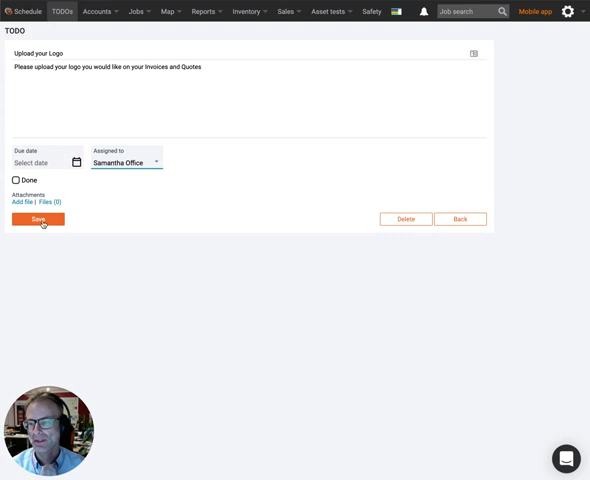 Schedule TODOs Accounts Jobs Map Reports Inventory Sales Asset tests Safety Job search Mobile app
TODO
Upload your Logo
Please upload your logo you would like on your Invoices and Quotes
Due date Assigned to
Select date Samantha Office
Done
Attachments
Add file | Files (0)
Save Delete Back